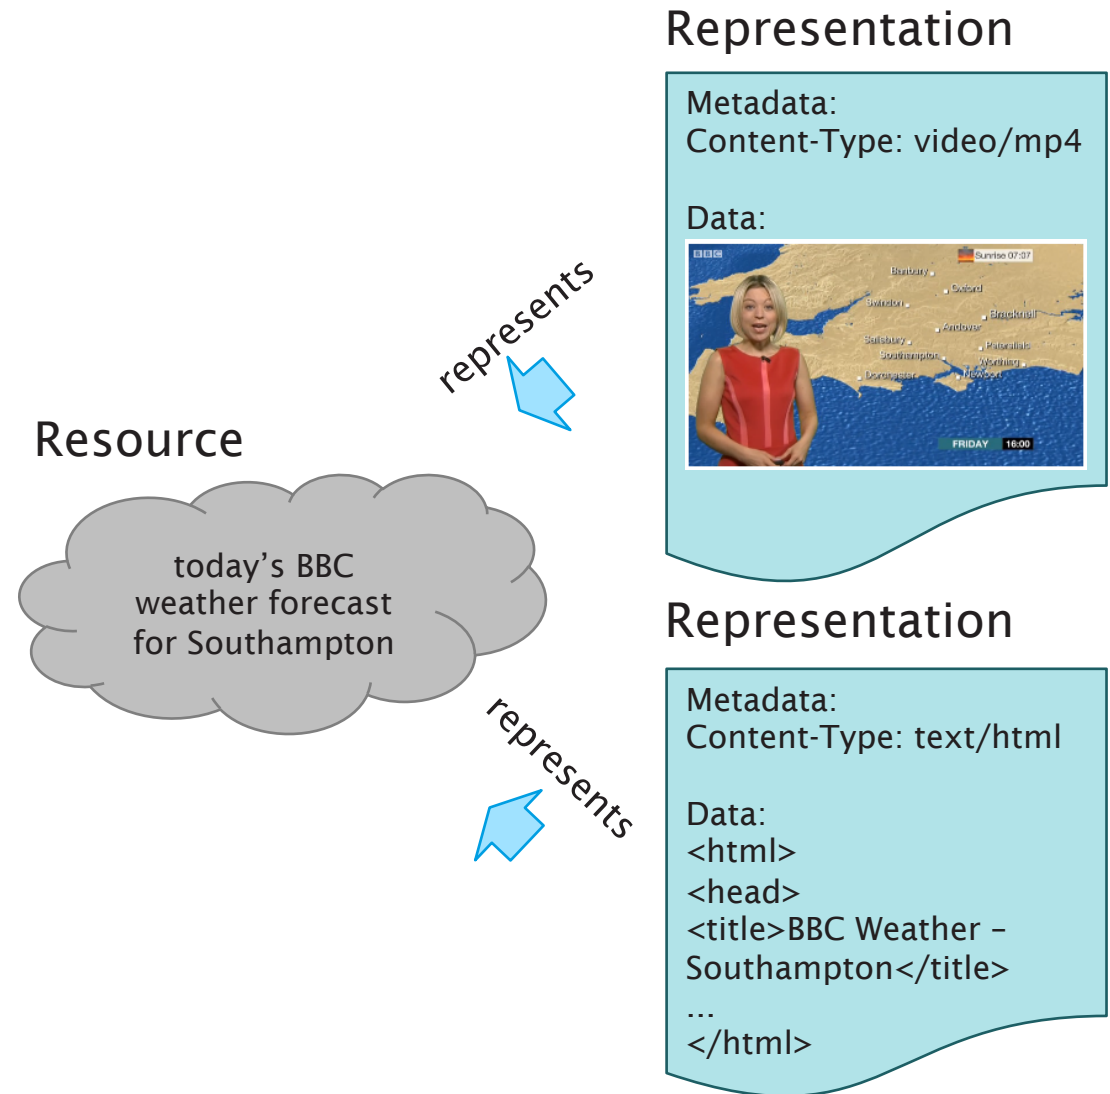 Representation
Metadata:
Content-Type: video/mp4
Data:
BBC
Sunrise 07:07
Banbury
Oxford
Swindon
Bracknell
Andover
Salisbury
Petersfield
Southampton
Worthing
Dorchester
Newport
FRIDAY 16:00
represents
Resource
today’s BBC
weather forecast
for Southampton
represents
Representation
Metadata:
Content-Type: text/html
Data:
<html>
<head>
<title>BBC Weather –
Southampton</title>
...
</html>